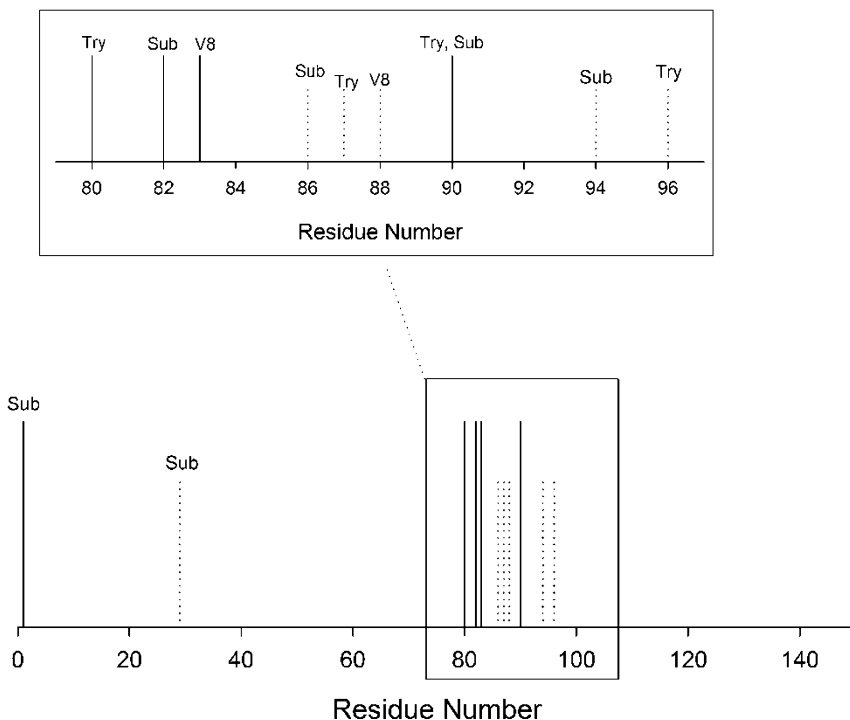 Try Sub V8 Sub Try V8 Try, Sub Sub Try
80 82 84 86 88 90 92 94 96
Residue Number
Sub
Sub
0 20 40 60 80 100 120 140
Residue Number